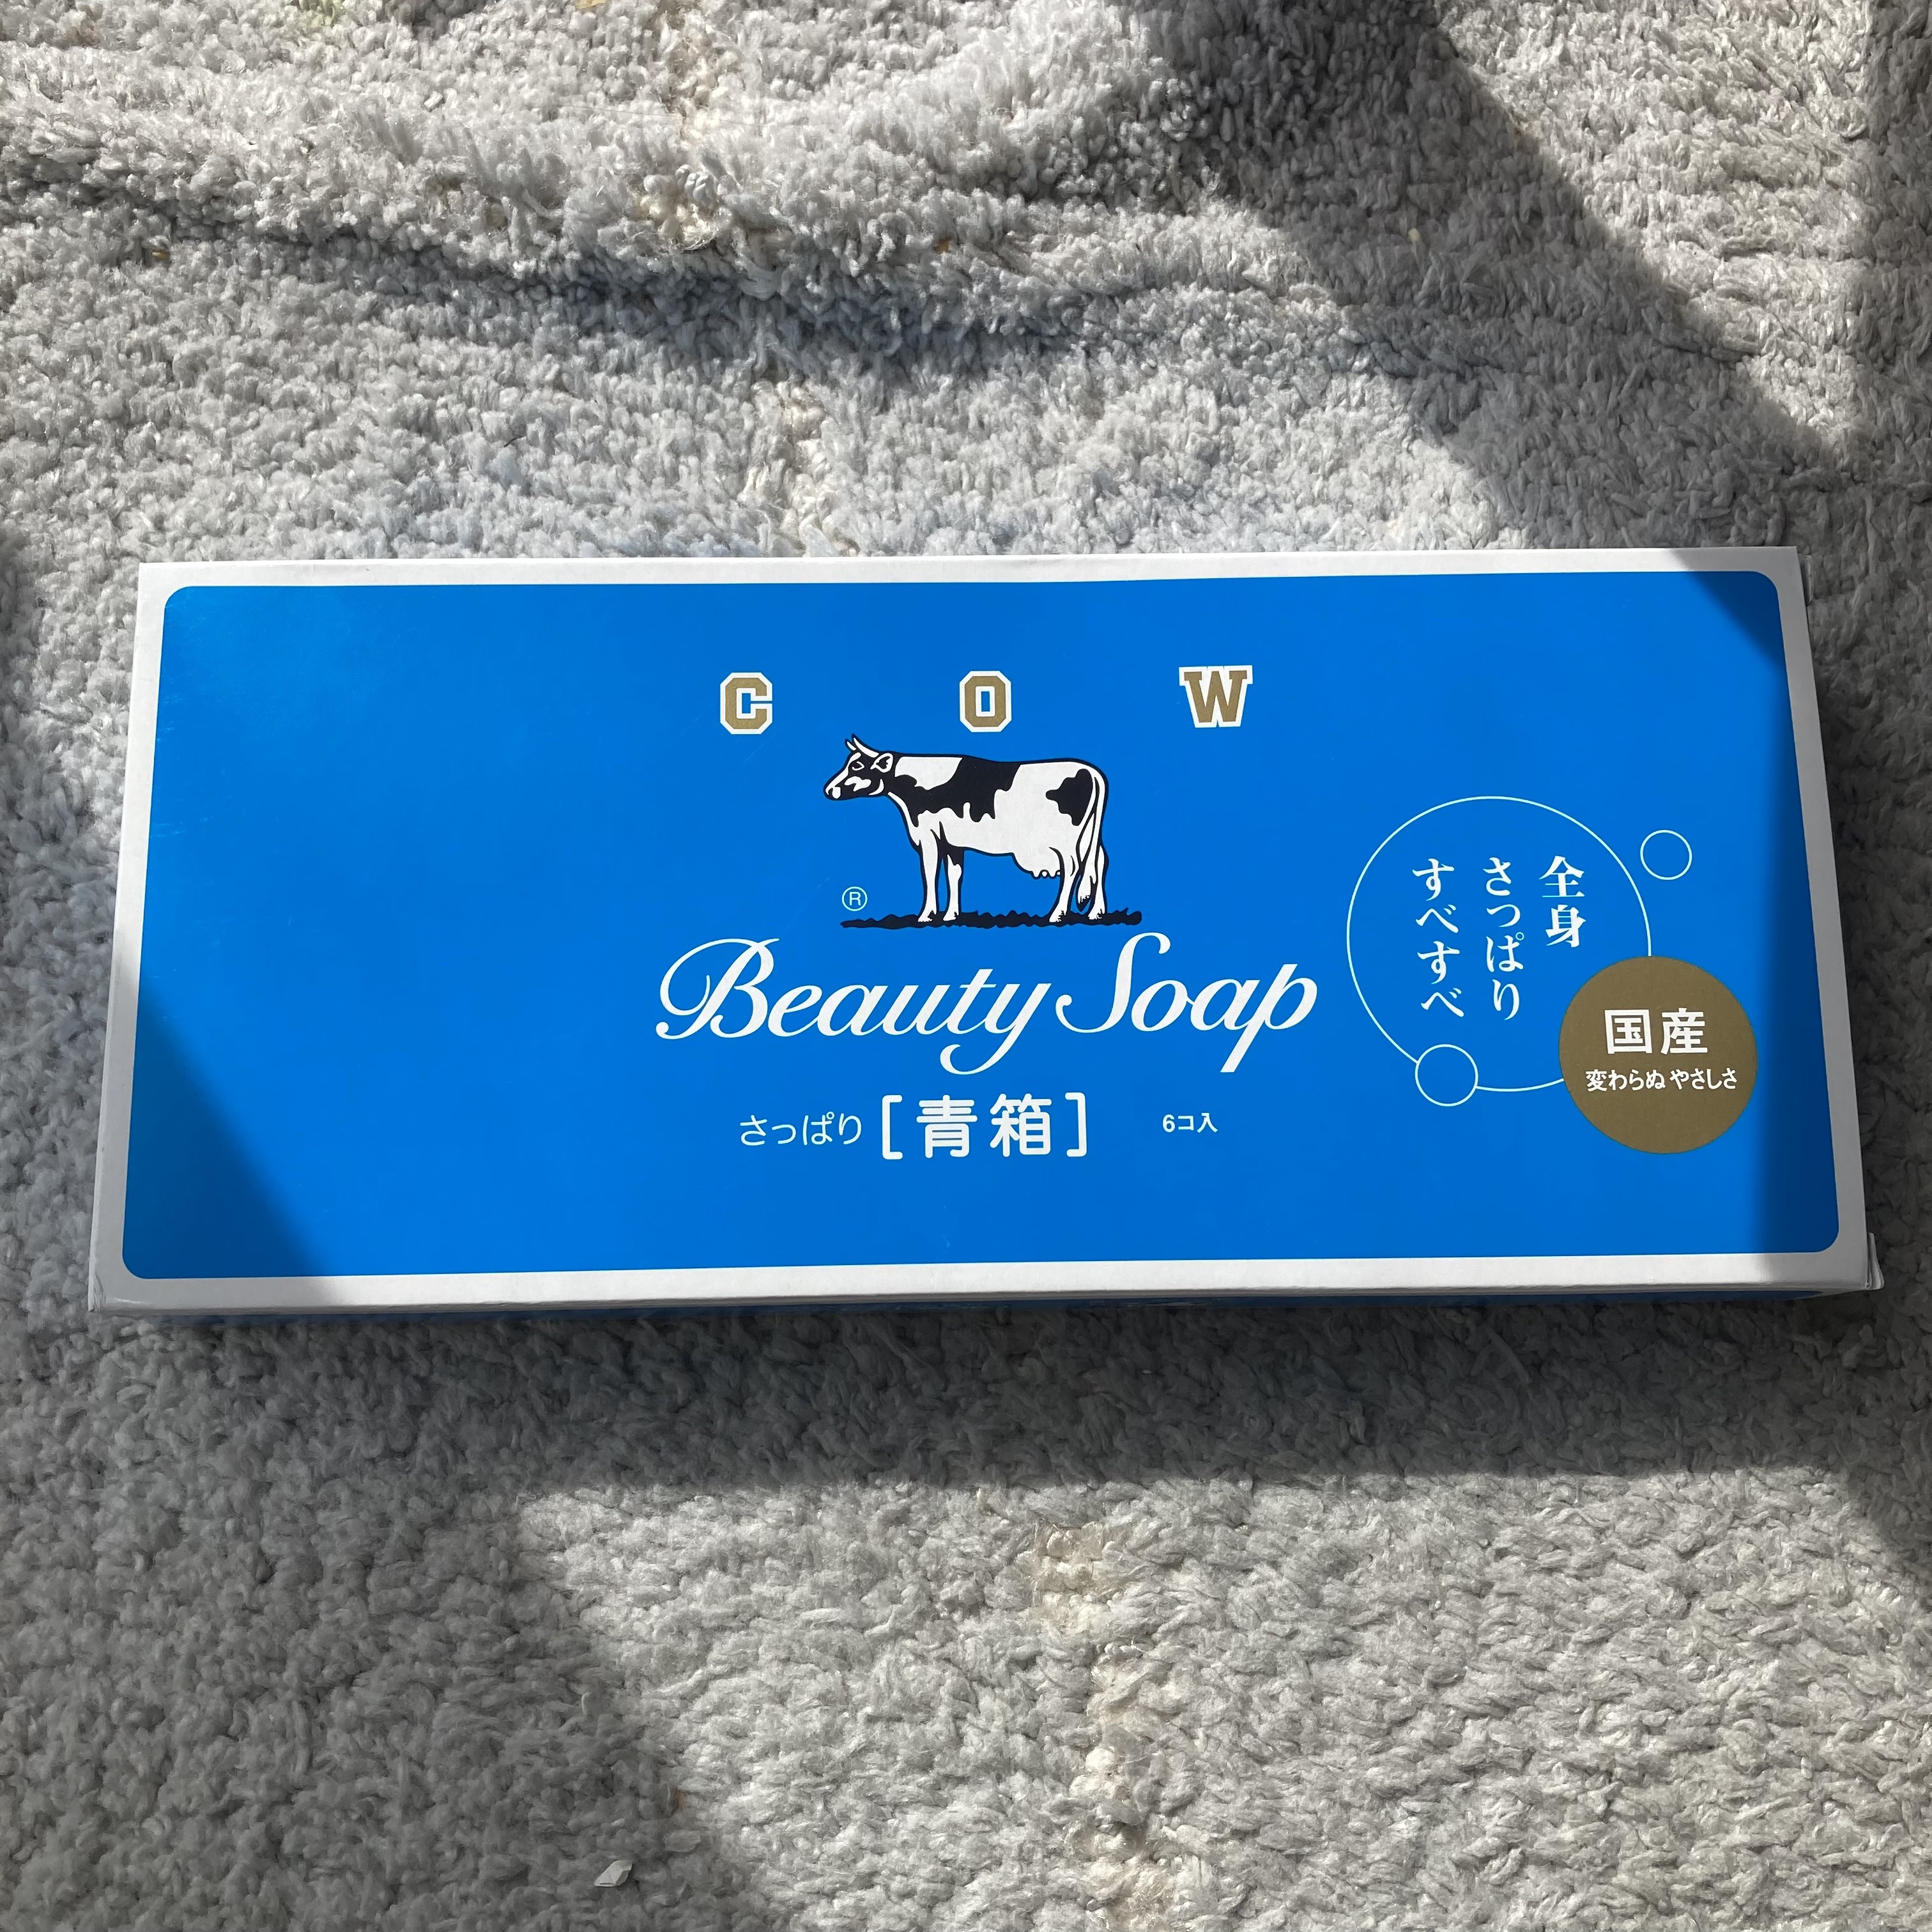 COW
®
Beauty Soap
さっぱり [青箱] 6コ入
全身
さっぱり
すべすべ
国産
変わらぬ やさしさ